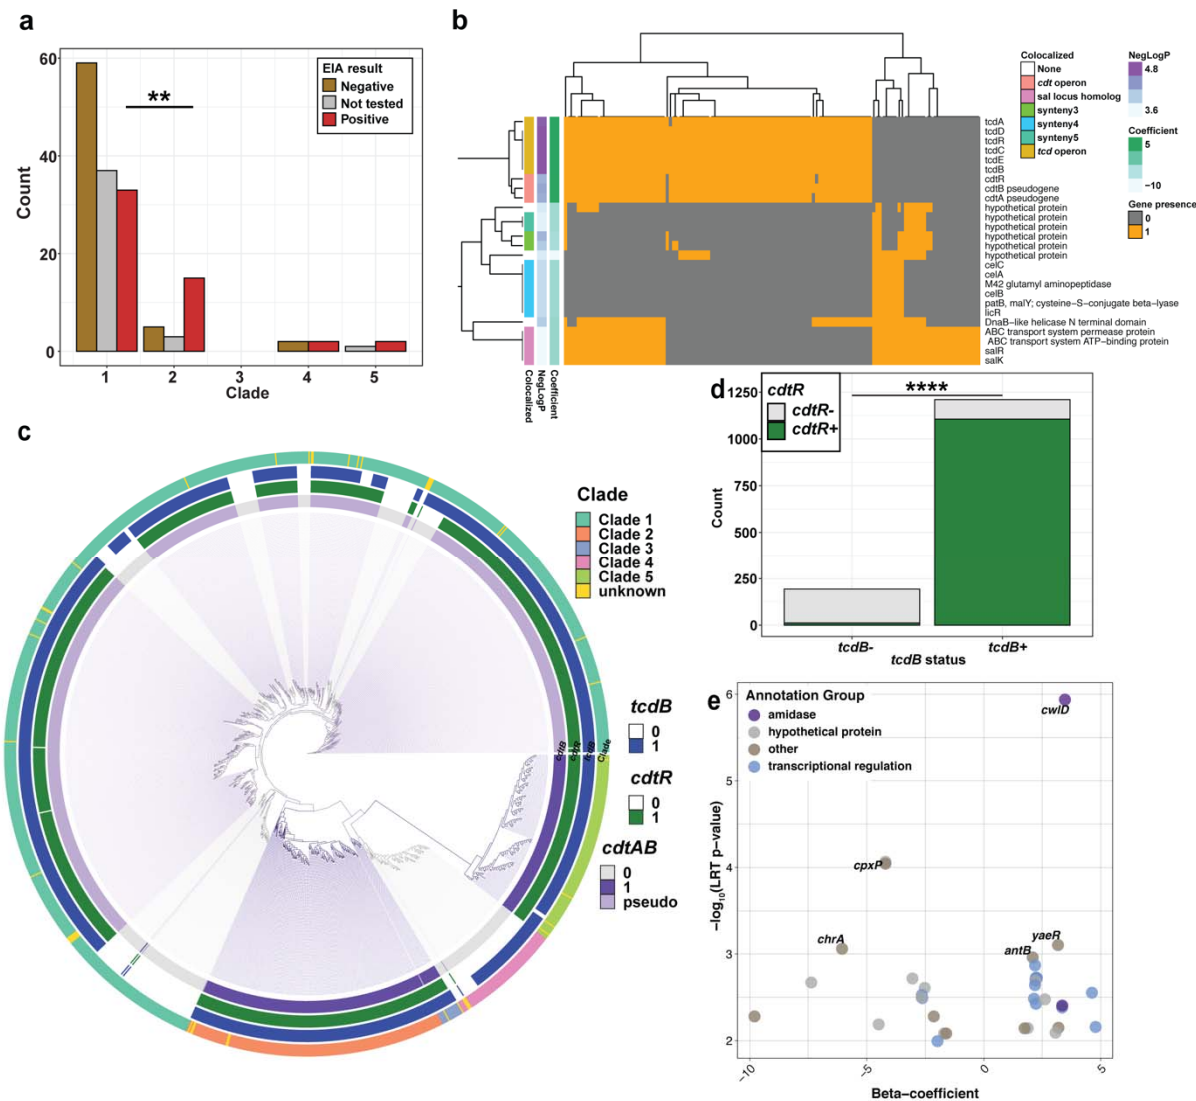 a
EIA result
Negative
Not tested
Positive
**
60
40
20
0
Count
1
2
3
4
5
Clade
b
Colocalized
None
cdt operon
sal locus homolog
synteny3
synteny4
synteny5
tcd operon
NegLogP
4.8
3.6
Coefficient
5
−10
Gene presence
0
1
tcdA
tcdD
tcdR
tcdC
tcdE
tcdB
cdtR
cdtB pseudogene
cdtA pseudogene
hypothetical protein
hypothetical protein
hypothetical protein
hypothetical protein
hypothetical protein
hypothetical protein
celC
celA
M42 glutamyl aminopeptidase
celB
patB, malY; cysteine−S−conjugate beta−lyase
licR
DnaB−like helicase N terminal domain
ABC transport system permease protein
ABC transport system ATP−binding protein
salR
salK
Colocalized
NegLogP
Coefficient
c
Clade
Clade 1
Clade 2
Clade 3
Clade 4
Clade 5
unknown
tcdB
0
1
cdtR
0
1
cdtAB
0
1
pseudo
cdtB
cdtR
tcdB
Clade
d
cdtR
cdtR-
cdtR+
****
1250
1000
750
500
250
0
Count
tcdB-
tcdB+
tcdB status
e
Annotation Group
amidase
hypothetical protein
other
transcriptional regulation
cwlD
cpxP
chrA
yaeR
antB
6
5
4
3
2
−log10(LRT p−value)
−10
−5
0
5
Beta−coefficient